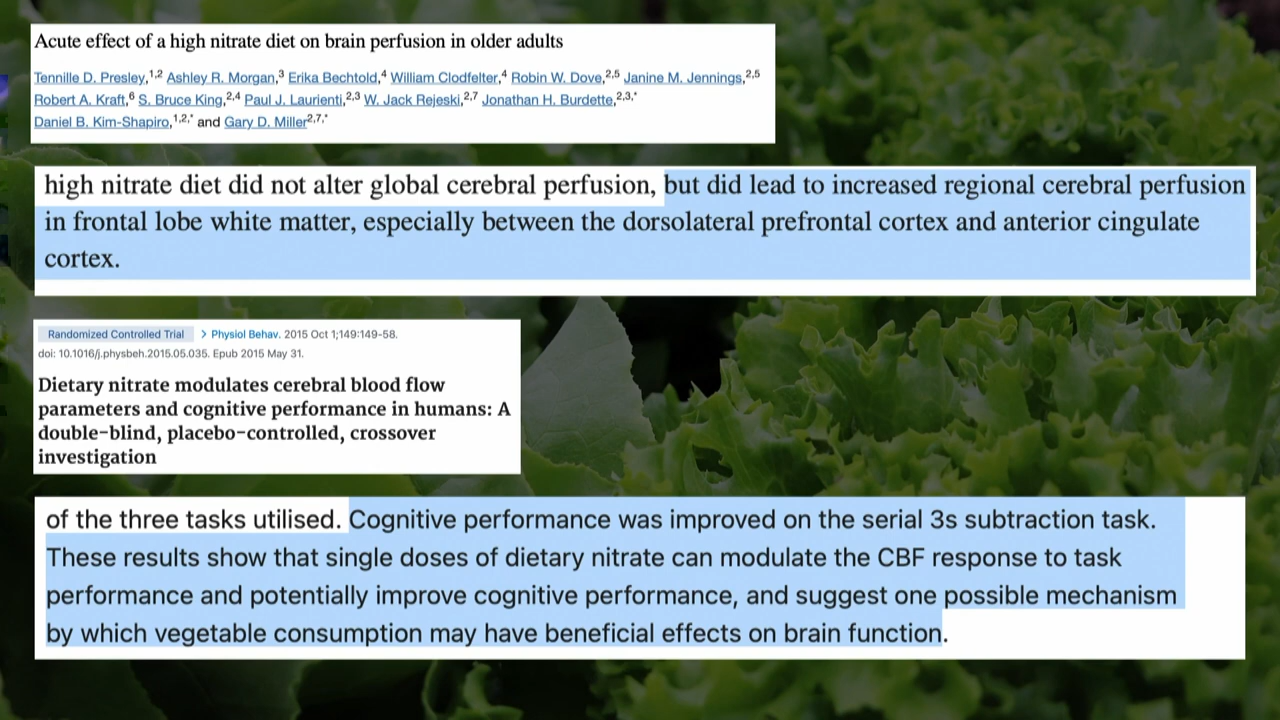 Acute effect of a high nitrate diet on brain perfusion in older adults
Tennille D. Presley,1,2 Ashley R. Morgan,3 Erika Bechtold,4 William Clodfelter,4 Robin W. Dove,2,5 Janine M. Jennings,2,5
Robert A. Kraft,6 S. Bruce King,2,4 Paul J. Laurienti,2,3 W. Jack Rejeski,2,7 Jonathan H. Burdette,2,3,*
Daniel B. Kim-Shapiro,1,2,* and Gary D. Miller2,7,*
high nitrate diet did not alter global cerebral perfusion, but did lead to increased regional cerebral perfusion
in frontal lobe white matter, especially between the dorsolateral prefrontal cortex and anterior cingulate
cortex.
Randomized Controlled Trial > Physiol Behav. 2015 Oct 1;149:149-58.
doi: 10.1016/j.physbeh.2015.05.035. Epub 2015 May 31.
Dietary nitrate modulates cerebral blood flow
parameters and cognitive performance in humans: A
double-blind, placebo-controlled, crossover
investigation
of the three tasks utilised. Cognitive performance was improved on the serial 3s subtraction task.
These results show that single doses of dietary nitrate can modulate the CBF response to task
performance and potentially improve cognitive performance, and suggest one possible mechanism
by which vegetable consumption may have beneficial effects on brain function.